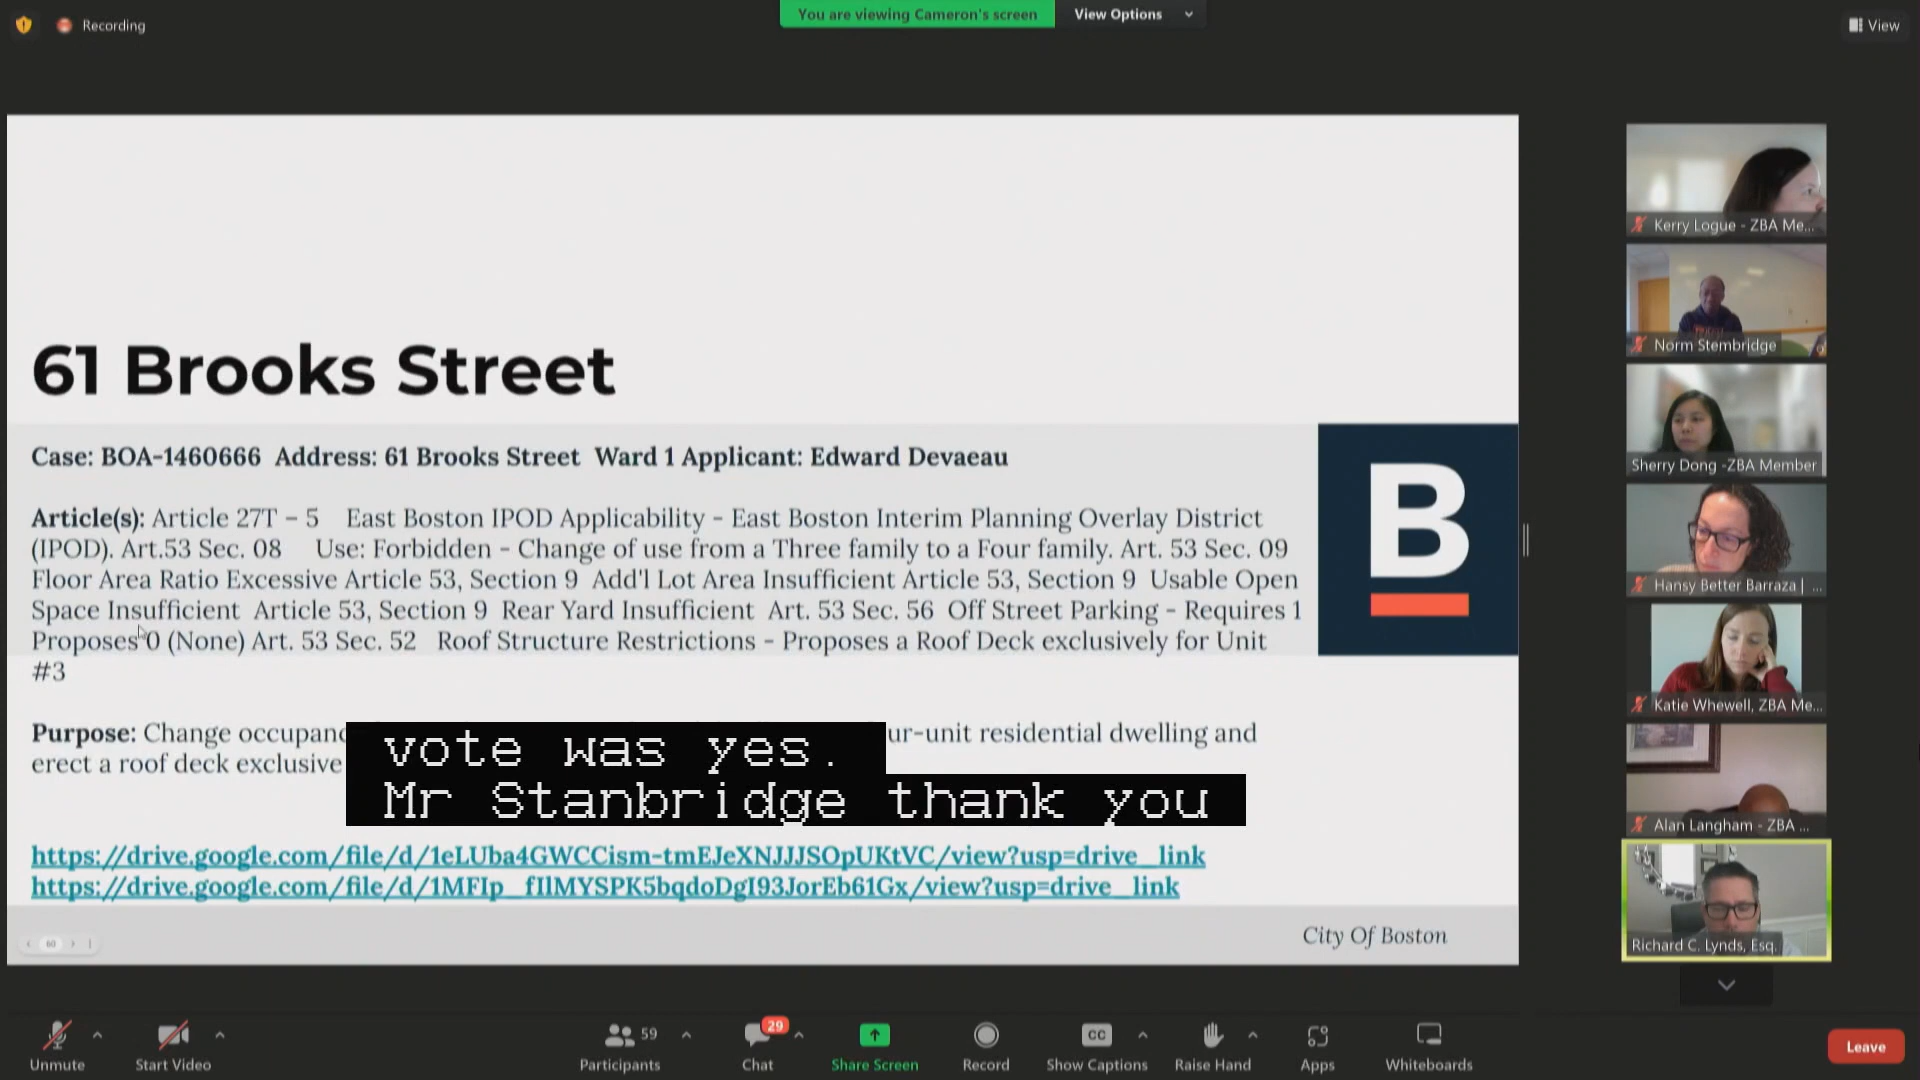 Recording
You are viewing Cameron's screen
View Options
View
61 Brooks Street
Case: BOA-1460666 Address: 61 Brooks Street Ward 1 Applicant: Edward Devaeau
Article(s): Article 27T – 5 East Boston IPOD Applicability - East Boston Interim Planning Overlay District
(IPOD). Art.53 Sec. 08 Use: Forbidden - Change of use from a Three family to a Four family. Art. 53 Sec. 09
Floor Area Ratio Excessive Article 53, Section 9 Add'l Lot Area Insufficient Article 53, Section 9 Usable Open
Space Insufficient Article 53, Section 9 Rear Yard Insufficient Art. 53 Sec. 56 Off Street Parking - Requires 1
Proposes 0 (None) Art. 53 Sec. 52 Roof Structure Restrictions - Proposes a Roof Deck exclusively for Unit
#3
Purpose: Change occupanc ur-unit residential dwelling and
erect a roof deck exclusive
vote was yes.
Mr Stanbridge thank you
https://drive.google.com/file/d/1eLUba4GWCCism-tmEJeXNJJJSOpUKtVC/view?usp=drive_link
https://drive.google.com/file/d/1MFIp_fIlMYSPK5bqdoDgI93JorEb61Gx/view?usp=drive_link
B
City Of Boston
60
Kerry Logue - ZBA Me...
Norm Stembridge
Sherry Dong -ZBA Member
Hansy Better Barraza | ...
Katie Whewell, ZBA Me...
Alan Langham - ZBA ...
Richard C. Lynds, Esq.
Unmute
Start Video
59
Participants
29
Chat
Share Screen
Record
CC
Show Captions
Raise Hand
Apps
Whiteboards
Leave